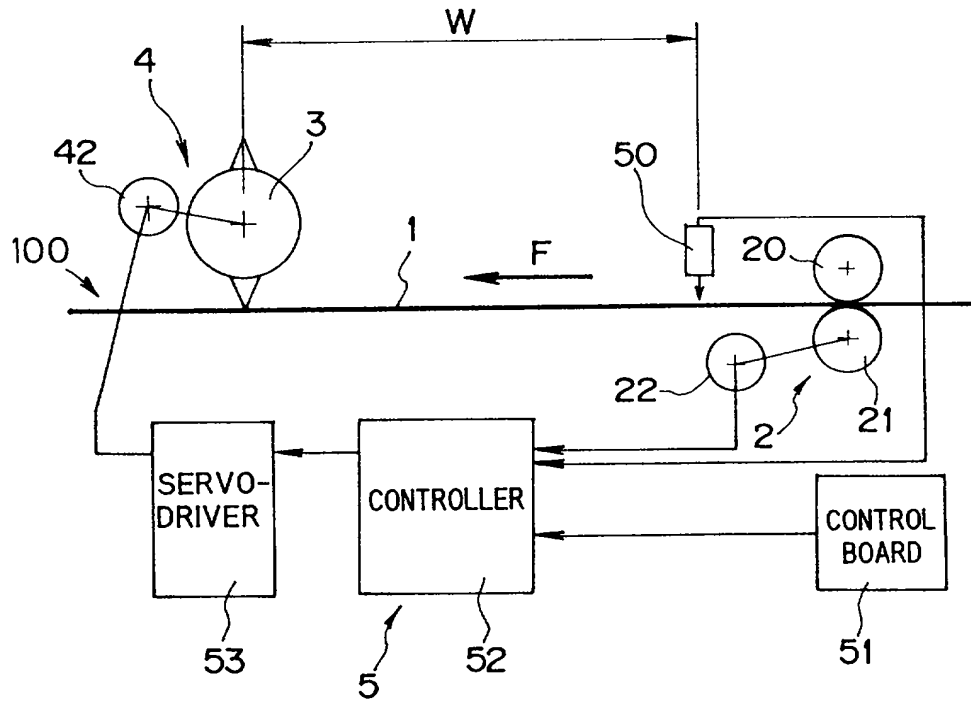 W
4
3
42
50
20
100
1
F
22
2
21
SERVO-
DRIVER
CONTROLLER
CONTROL
BOARD
53
5
52
51